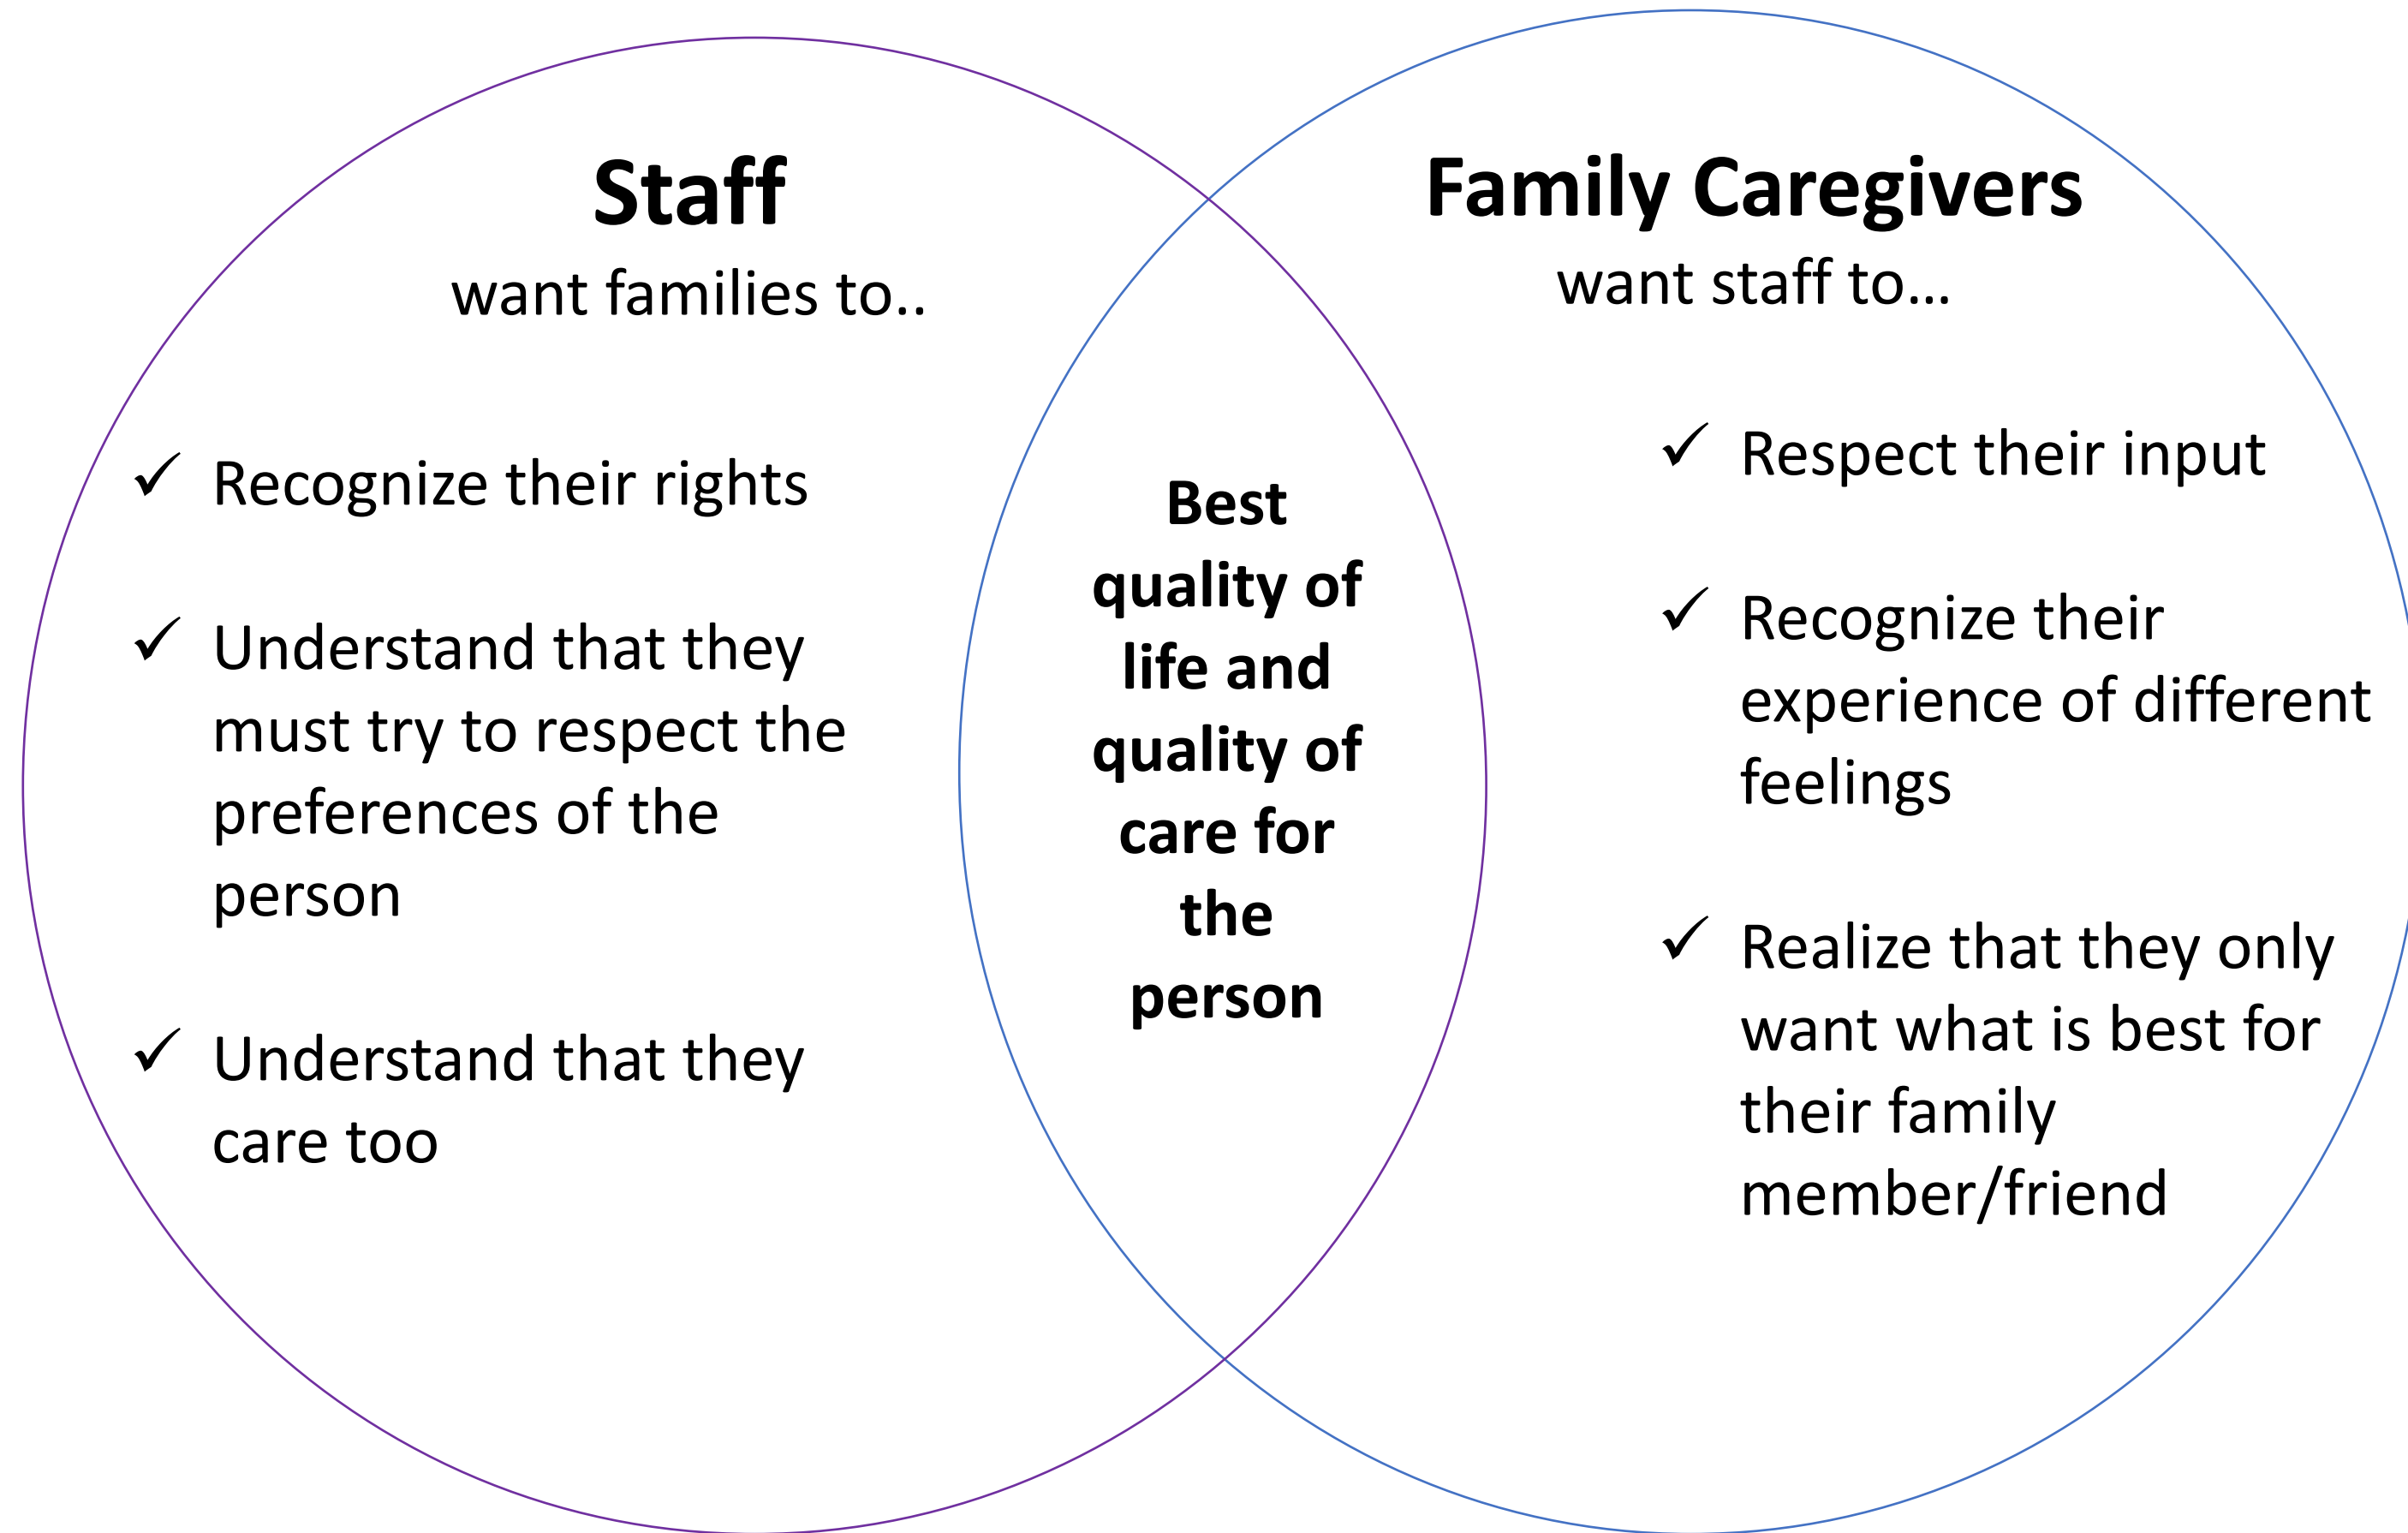 Staff
want families to..
✓ Recognize their rights
✓ Understand that they
must try to respect the
preferences of the
person
✓ Understand that they
care too
Best
quality of
life and
quality of
care for
the
person
Family Caregivers
want staff to...
✓ Respect their input
✓ Recognize their
experience of different
feelings
✓ Realize that they only
want what is best for
their family
member/friend